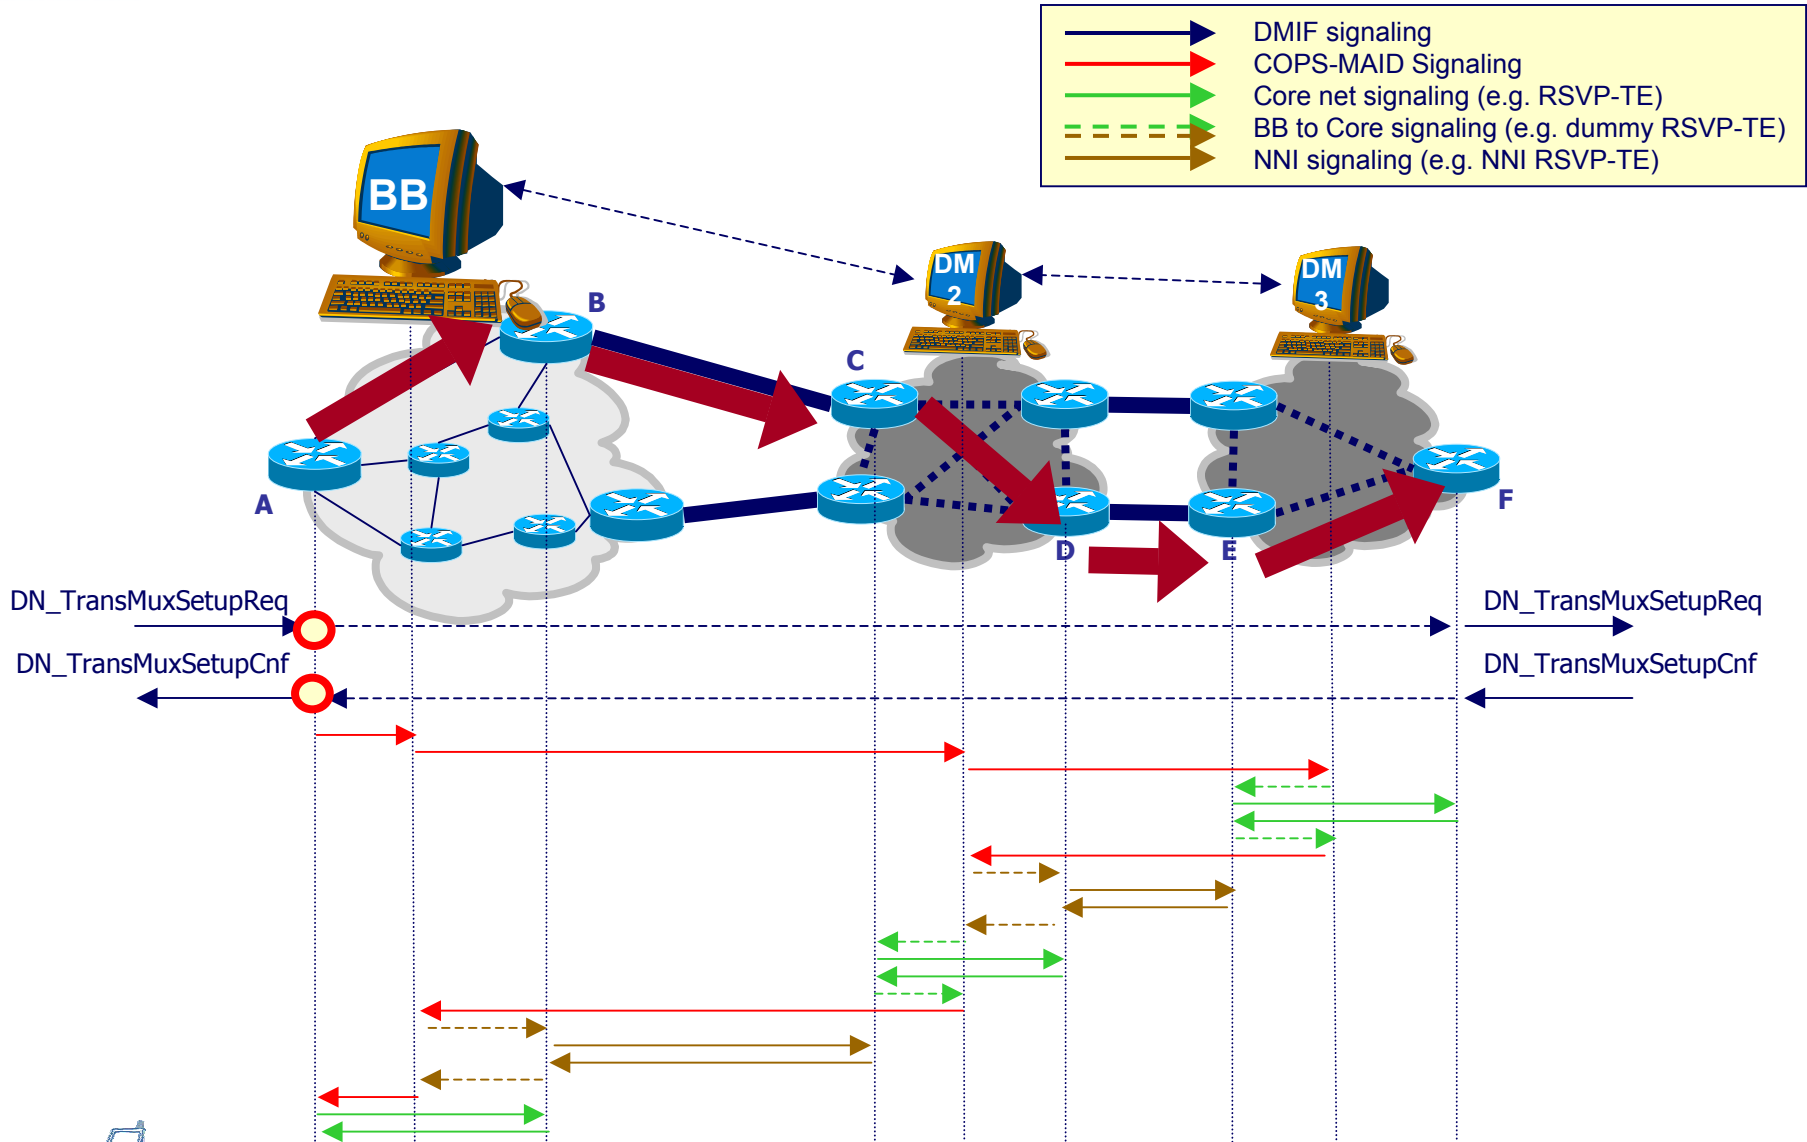 DMIF signaling
COPS-MAID Signaling
Core net signaling (e.g. RSVP-TE)
BB to Core signaling (e.g. dummy RSVP-TE)
NNI signaling (e.g. NNI RSVP-TE)
BB
DM
2
DM
3
B
C
A
F
D
E
DN_TransMuxSetupReq
DN_TransMuxSetupReq
DN_TransMuxSetupCnf
DN_TransMuxSetupCnf